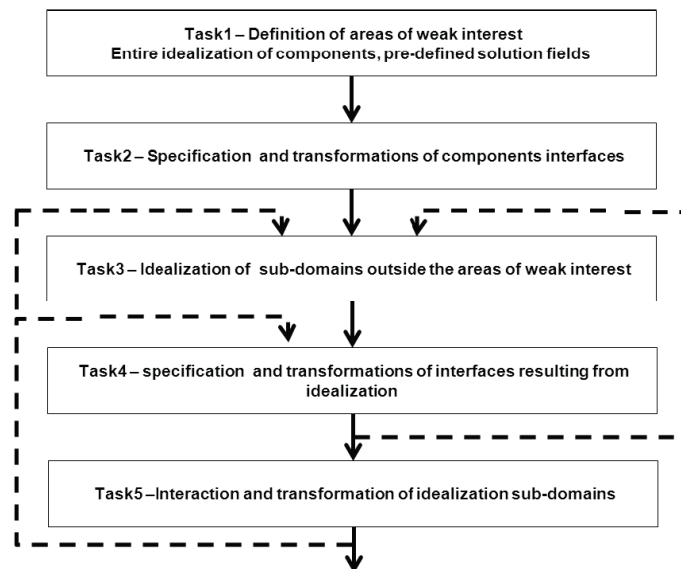 Task1 – Definition of areas of weak interest
Entire idealization of components, pre-defined solution fields
Task2 – Specification and transformations of components interfaces
Task3 – Idealization of sub-domains outside the areas of weak interest
Task4 – specification and transformations of interfaces resulting from
idealization
Task5 –Interaction and transformation of idealization sub-domains